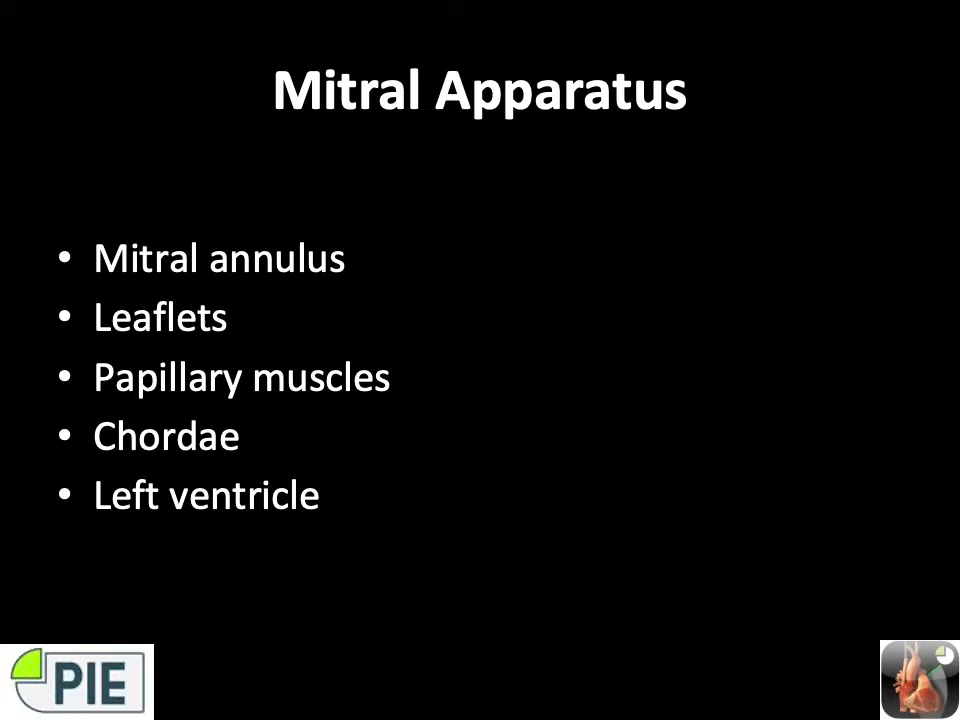 Mitral Apparatus
• Mitral annulus
• Leaflets
• Papillary muscles
• Chordae
• Left ventricle
PIE